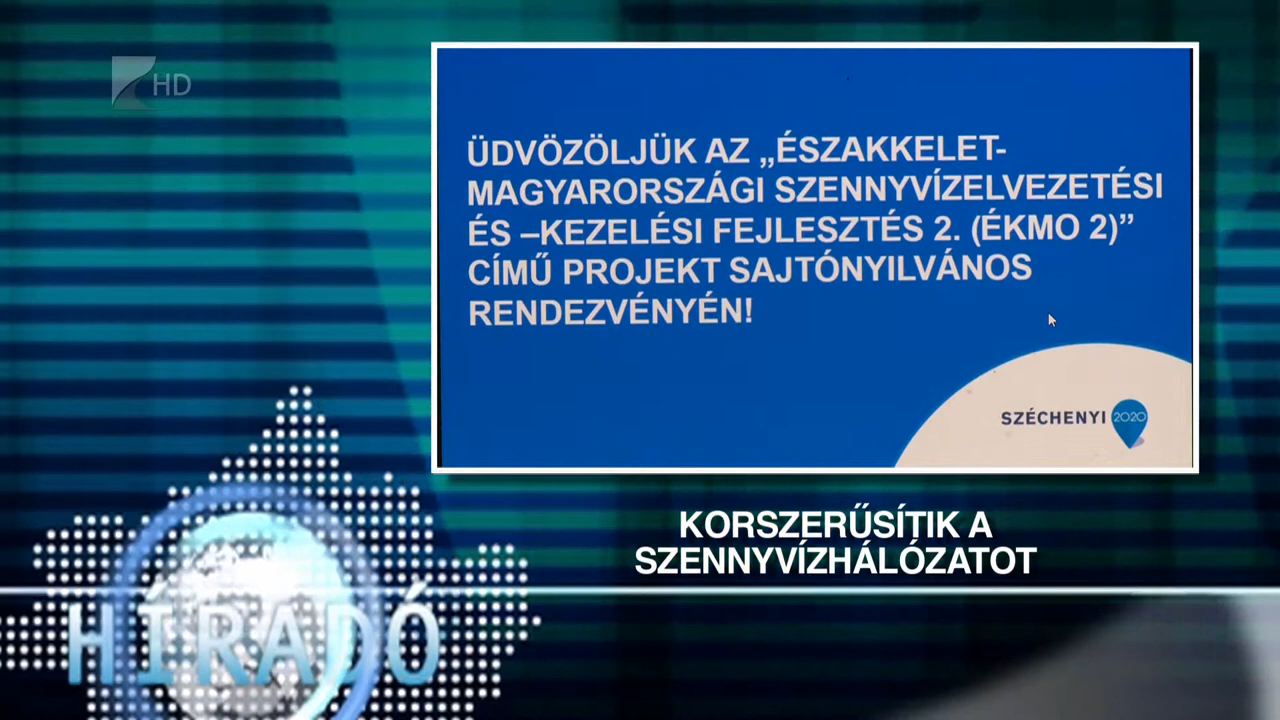 HD
ÜDVÖZÖLJÜK AZ „ÉSZAKKELET-
MAGYARORSZÁGI SZENNYVÍZELVEZETÉSI
ÉS –KEZELÉSI FEJLESZTÉS 2. (ÉKMO 2)”
CÍMŰ PROJEKT SAJTÓNYILVÁNOS
RENDEZVÉNYÉN!
SZÉCHENYI 2020
KORSZERŰSÍTIK A
SZENNYVÍZHÁLÓZATOT
HÍRADÓ